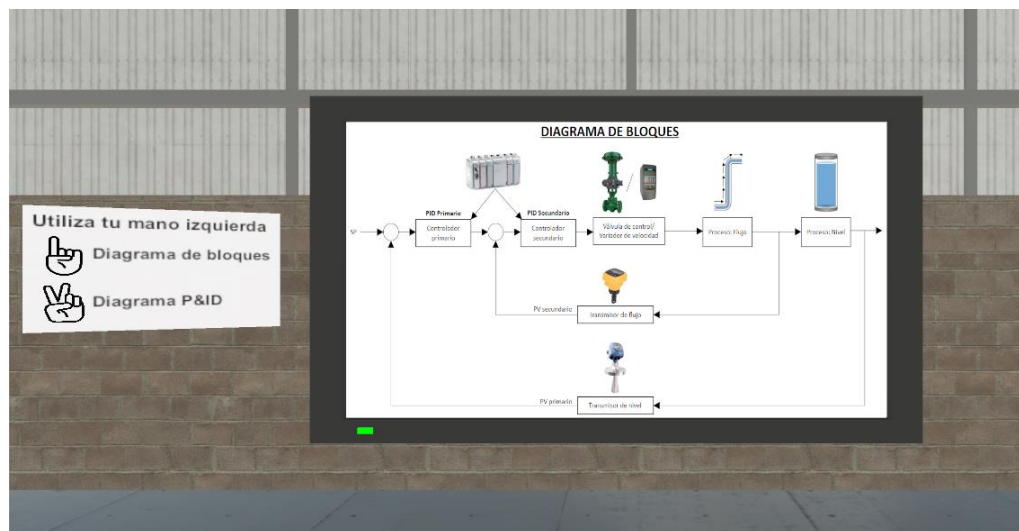 Utiliza tu mano izquierda
Diagrama de bloques
Diagrama P&ID
DIAGRAMA DE BLOQUES
PID Primario
PID Secundario
SP
Controlador
primario
Controlador
secundario
Válvula de control/
Variador de velocidad
Proceso: Flujo
Proceso: Nivel
PV secundario
Transmisor de flujo
PV primario
Transmisor de nivel